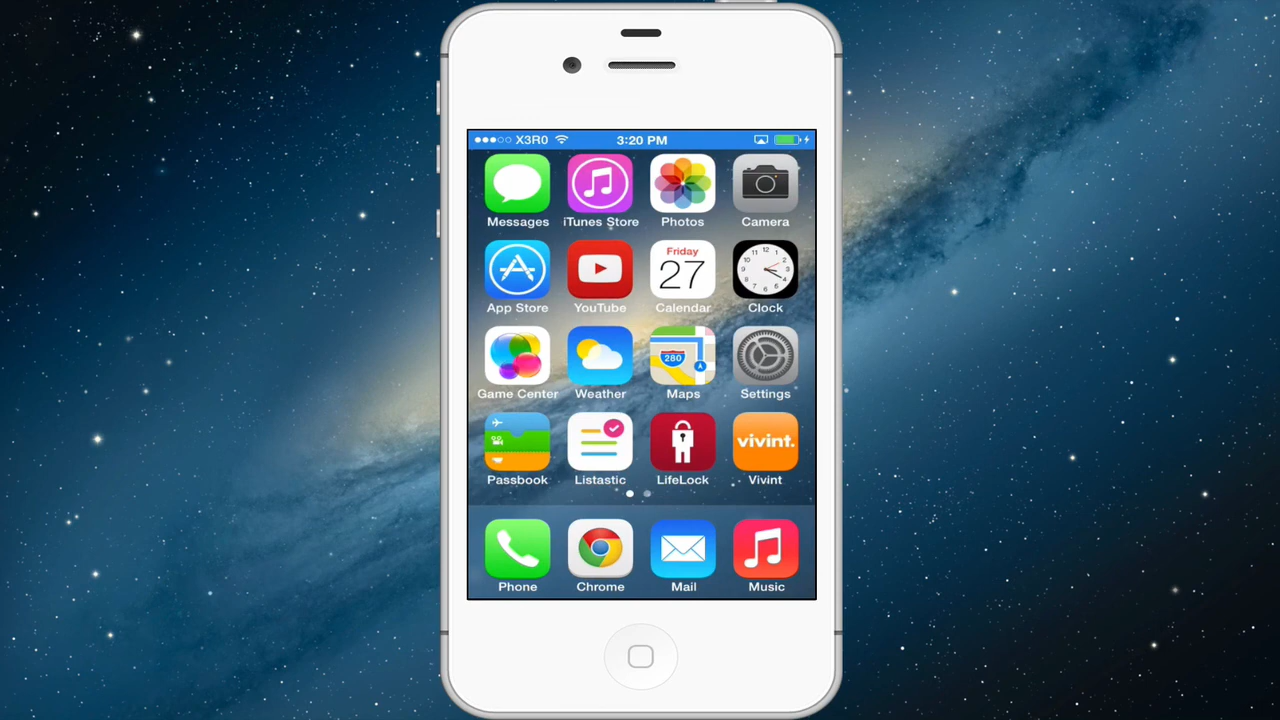 X3R0 3:20 PM
Messages iTunes Store Photos Camera
Friday
27
12
App Store YouTube Calendar Clock
280
Game Center Weather Maps Settings
vivint.
Passbook Listastic LifeLock Vivint
Phone Chrome Mail Music